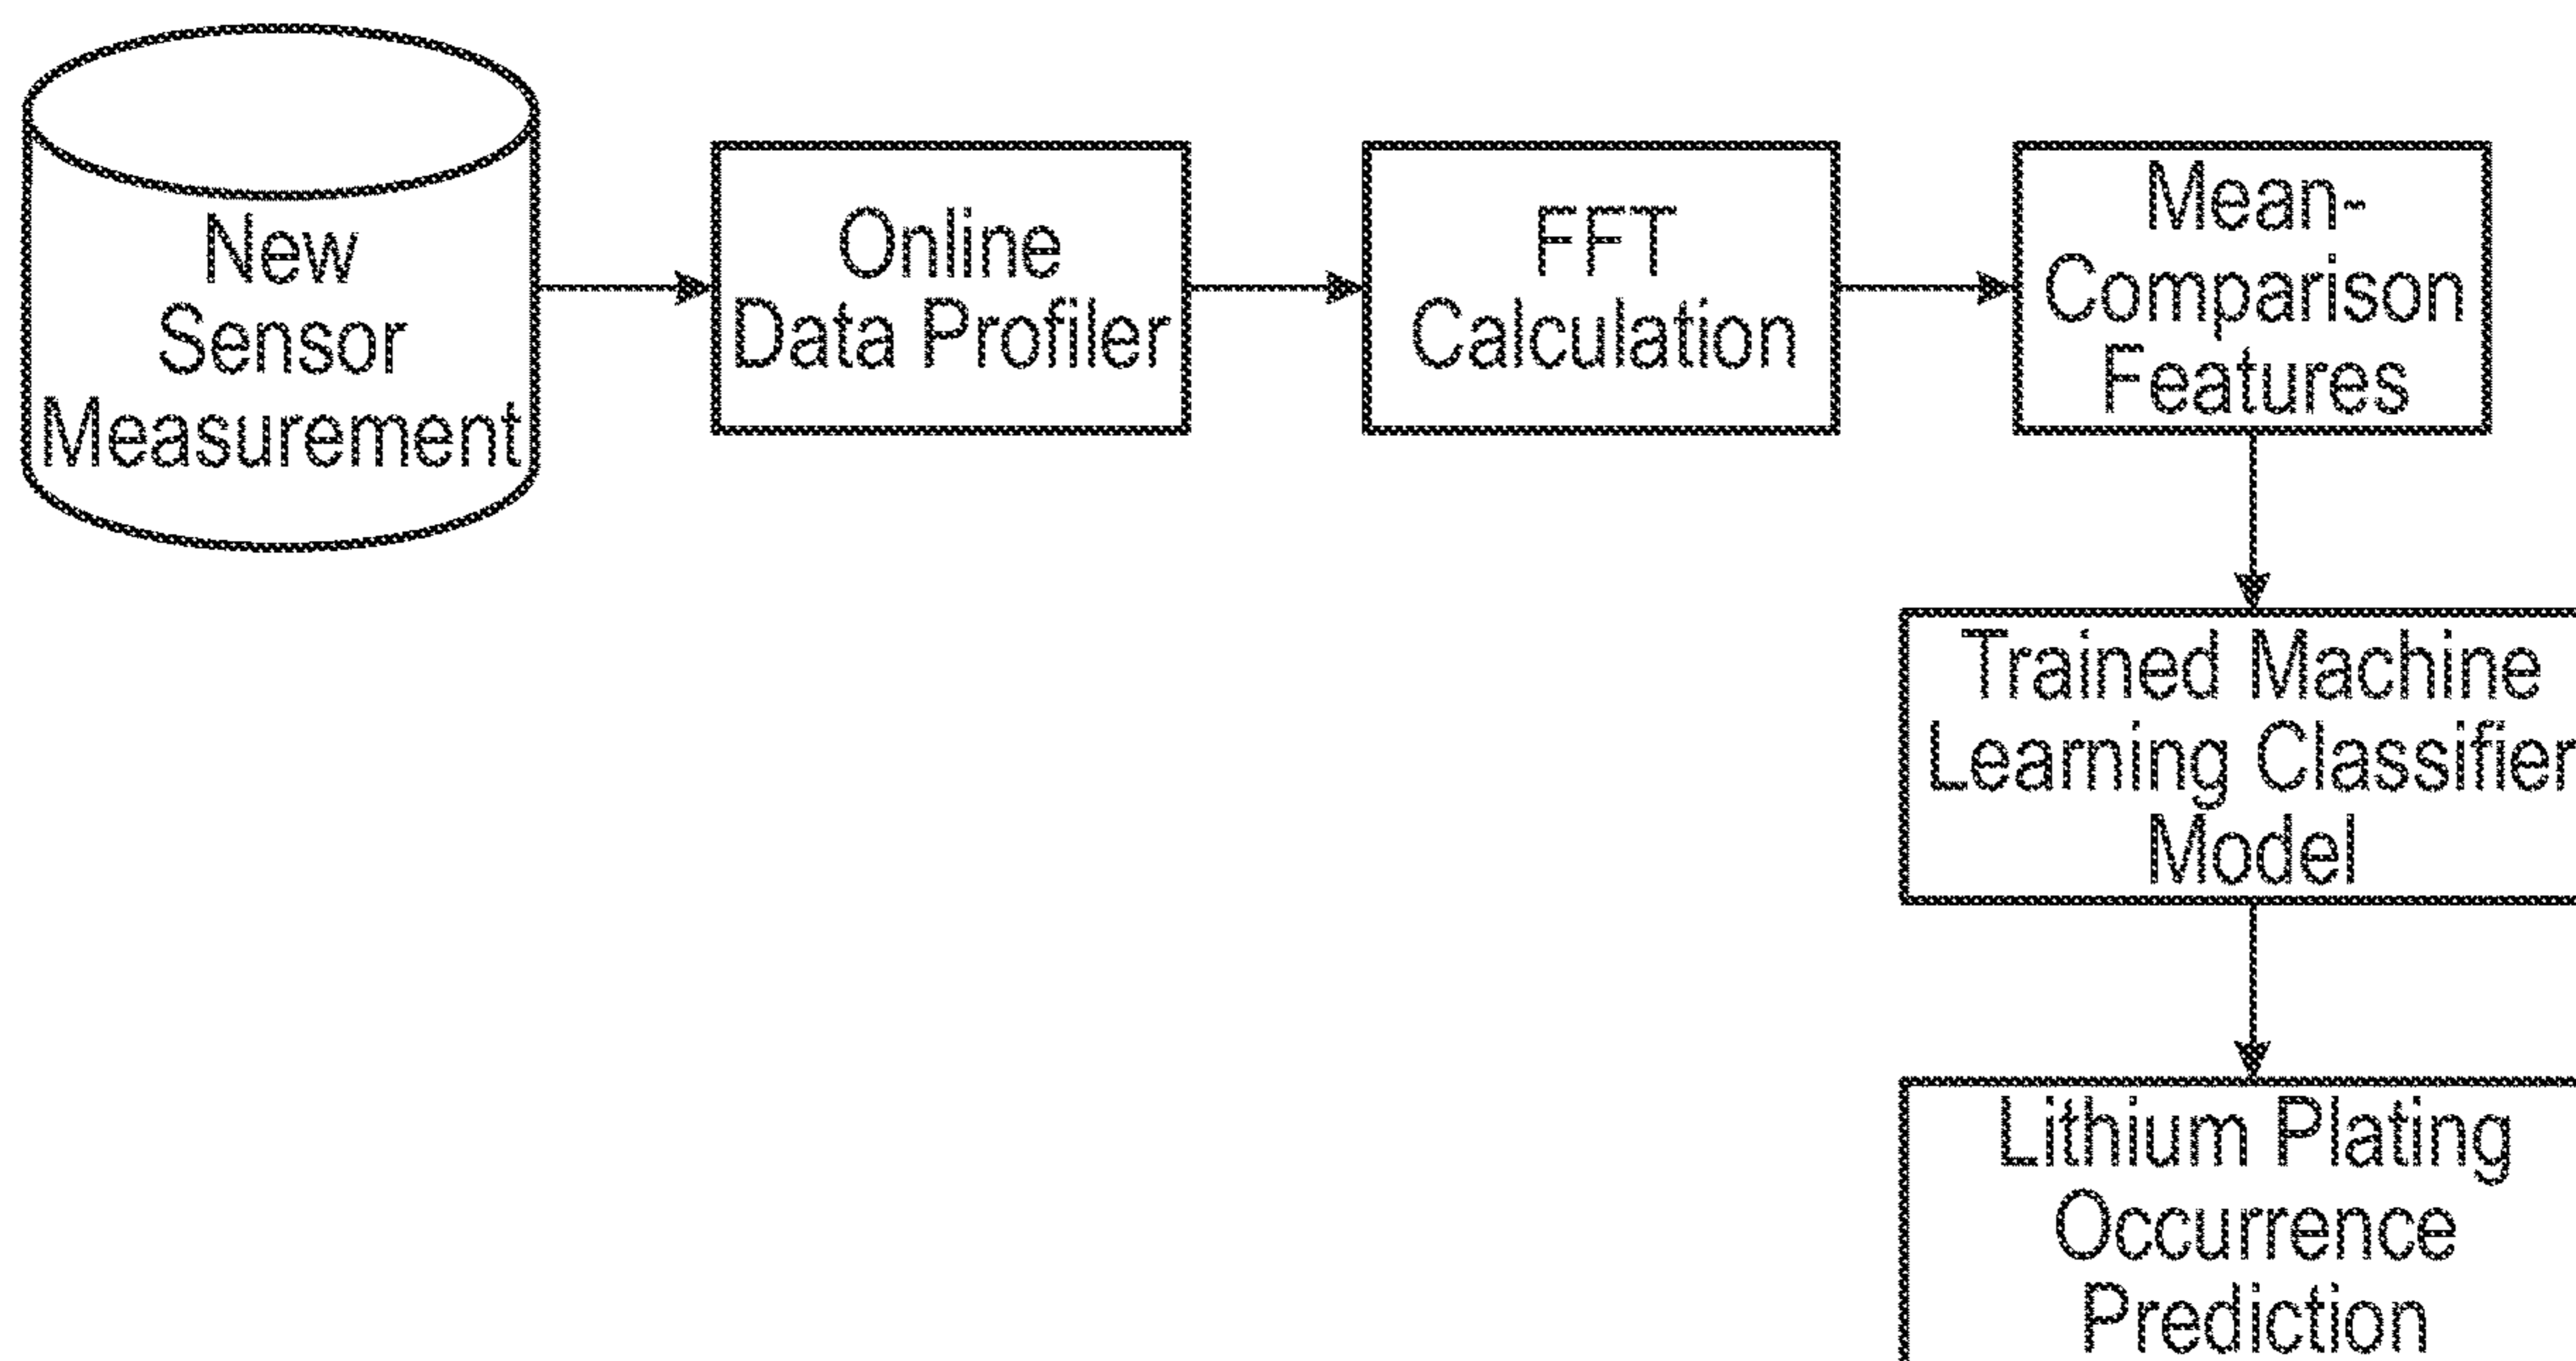 New
Sensor
Measurement
Online
Data Profiler
FFT
Calculation
Mean-
Comparison
Features
Trained Machine
Learning Classifier
Model
Lithium Plating
Occurrence
Prediction